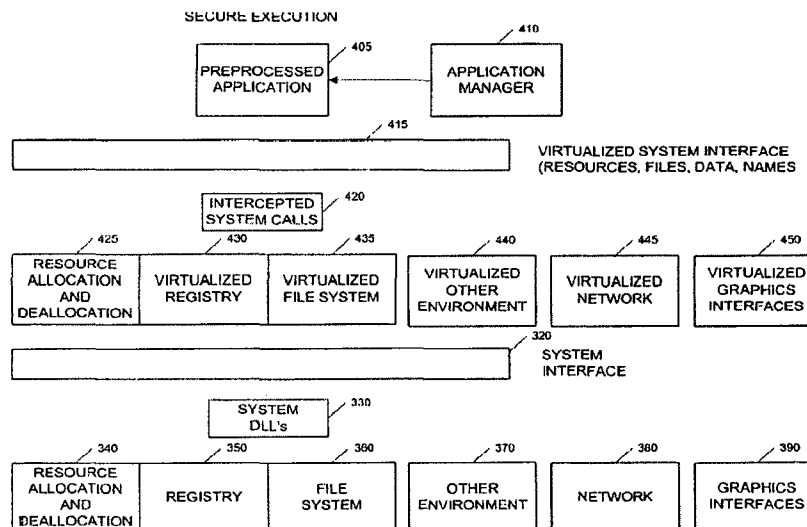 SECURE EXECUTION
410
405
PREPROCESSED
APPLICATION
APPLICATION
MANAGER
415
VIRTUALIZED SYSTEM INTERFACE
(RESOURCES, FILES, DATA, NAMES
420
INTERCEPTED
SYSTEM CALLS
425
430
435
440
445
450
RESOURCE
ALLOCATION
AND
DEALLOCATION
VIRTUALIZED
REGISTRY
VIRTUALIZED
FILE SYSTEM
VIRTUALIZED
OTHER
ENVIRONMENT
VIRTUALIZED
NETWORK
VIRTUALIZED
GRAPHICS
INTERFACES
320
SYSTEM
INTERFACE
SYSTEM
DLL's
330
340
350
360
370
380
390
RESOURCE
ALLOCATION
AND
DEALLOCATION
REGISTRY
FILE
SYSTEM
OTHER
ENVIRONMENT
NETWORK
GRAPHICS
INTERFACES